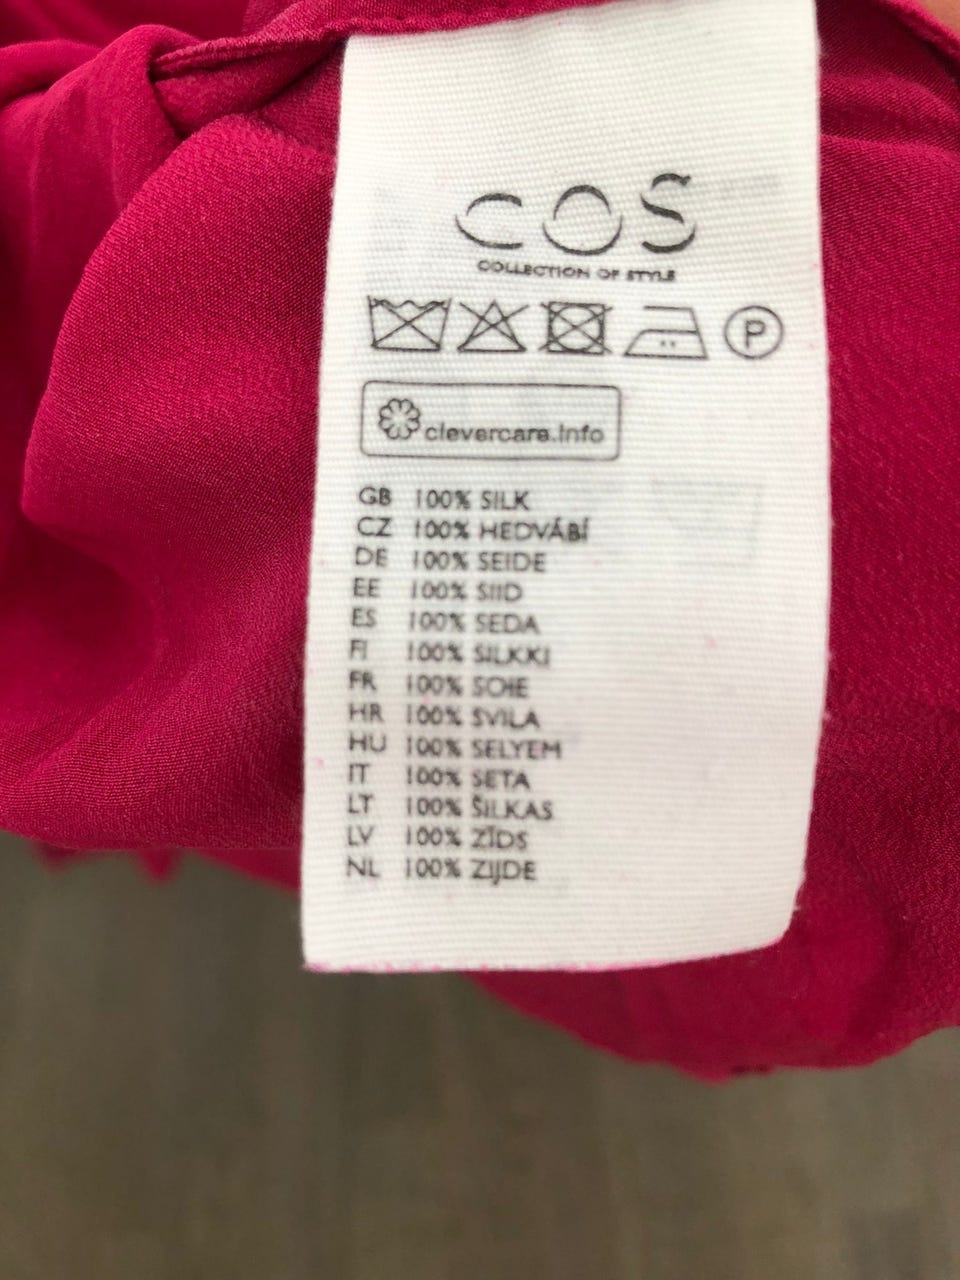 COS
COLLECTION OF STYLE
P
clevercare.info
GB 100% SILK
CZ 100% HEDVÁBÍ
DE 100% SEIDE
EE 100% SIID
ES 100% SEDA
FI 100% SILKKI
FR 100% SOIE
HR 100% SVILA
HU 100% SELYEM
IT 100% SETA
LT 100% ŠILKAS
LV 100% ZĪDS
NL 100% ZIJDE